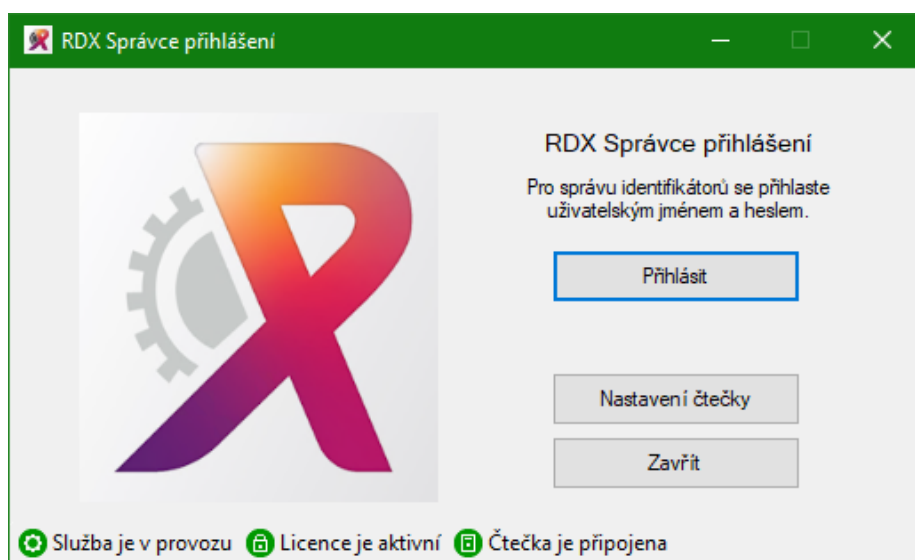 RDX Správce přihlášení
RDX Správce přihlášení
Pro správu identifikátorů se přihlaste
uživatelským jménem a heslem.
Přihlásit
Nastavení čtečky
Zavřít
Služba je v provozu Licence je aktivní Čtečka je připojena